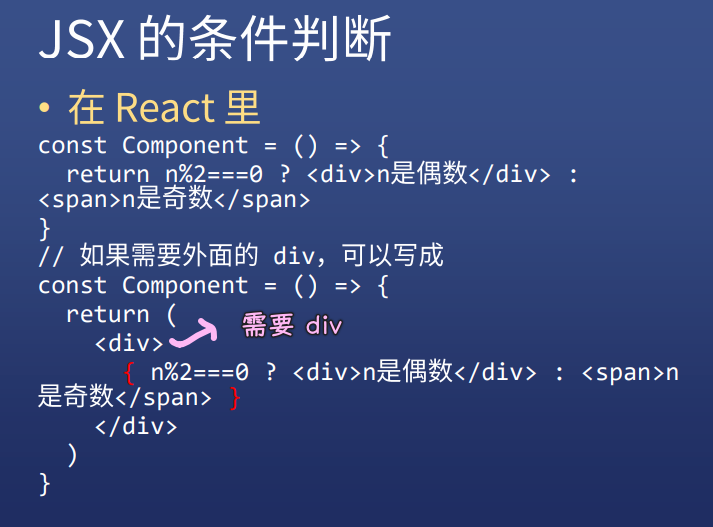 JSX 的条件判断
• 在 React 里
const Component = () => {
  return n%2===0 ? <div>n是偶数</div> :
<span>n是奇数</span>
}
// 如果需要外面的 div，可以写成
const Component = () => {
  return (
    <div>
需要 div
      { n%2===0 ? <div>n是偶数</div> : <span>n
是奇数</span> }
    </div>
  )
}